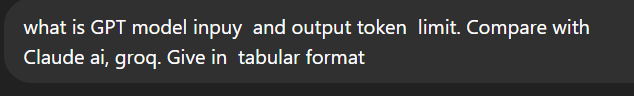 what is GPT model inpuy  and output token  limit. Compare with
Claude ai, groq. Give in  tabular format